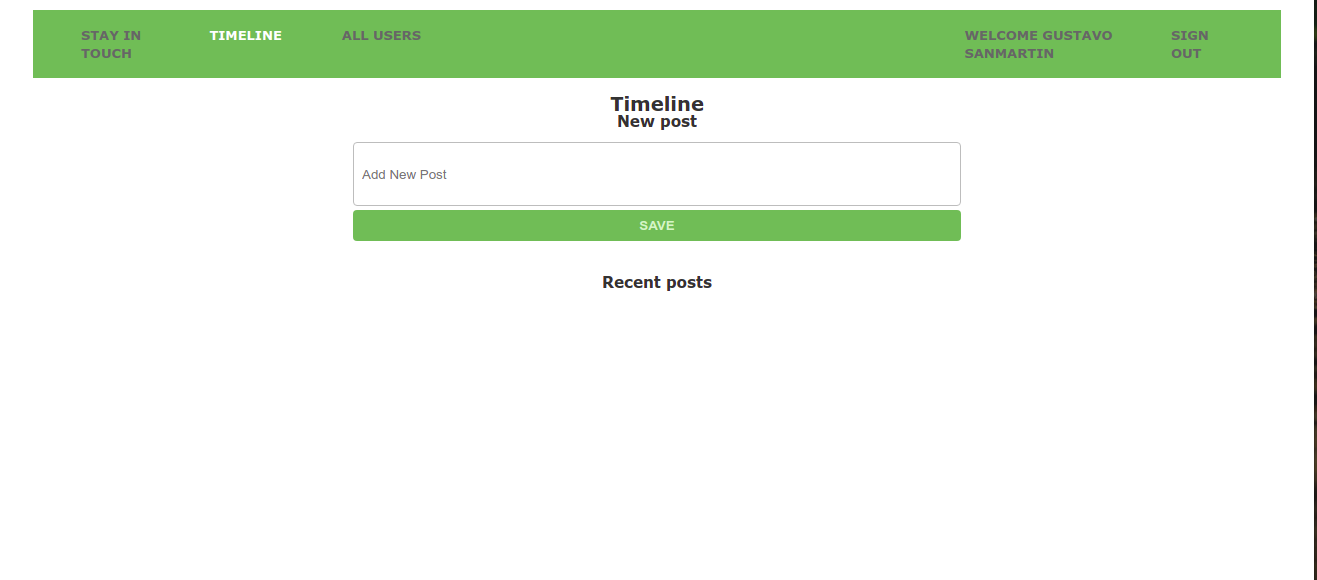 STAY IN
TOUCH
TIMELINE
ALL USERS
WELCOME GUSTAVO
SANMARTIN
SIGN
OUT
Timeline
New post
Add New Post
SAVE
Recent posts